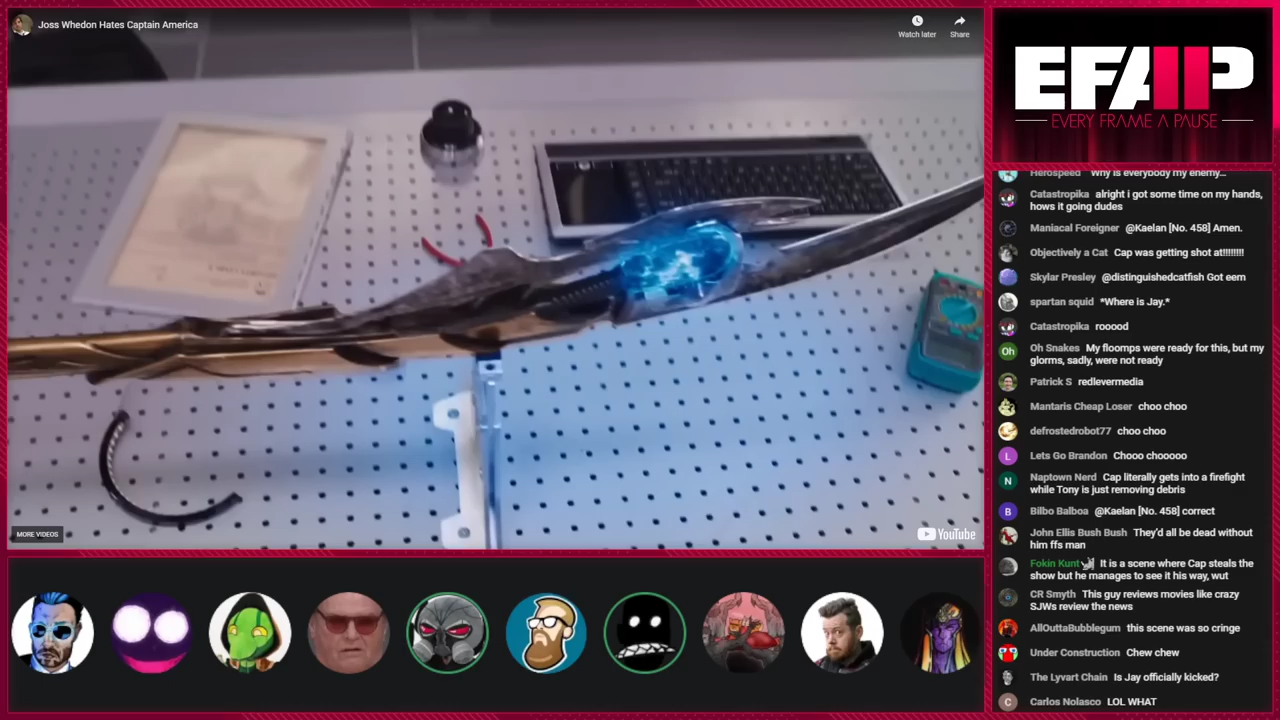 Joss Whedon Hates Captain America
Watch later
Share
MORE VIDEOS
YouTube
EFAP
EVERY FRAME A PAUSE
Herospeed Why is everybody my enemy...
Catastropika alright i got some time on my hands,
hows it going dudes
Maniacal Foreigner @Kaelan [No. 458] Amen.
Objectively a Cat Cap was getting shot at!!!!!!!!!
Skylar Presley @distinguishedcatfish Got eem
spartan squid *Where is Jay.*
Catastropika rooood
Oh
Oh Snakes My floomps were ready for this, but my
glorms, sadly, were not ready
Patrick S redlevermedia
Mantaris Cheap Loser choo choo
defrostedrobot77 choo choo
L
Lets Go Brandon Chooo chooooo
N
Naptown Nerd Cap literally gets into a firefight
while Tony is just removing debris
B
Bilbo Balboa @Kaelan [No. 458] correct
John Ellis Bush Bush They'd all be dead without
him ffs man
Fokin Kunt It is a scene where Cap steals the
show but he manages to see it his way, wut
CR Smyth This guy reviews movies like crazy
SJWs review the news
AllOuttaBubblegum this scene was so cringe
Under Construction Chew chew
The Lyvart Chain Is Jay officially kicked?
C
Carlos Nolasco LOL WHAT